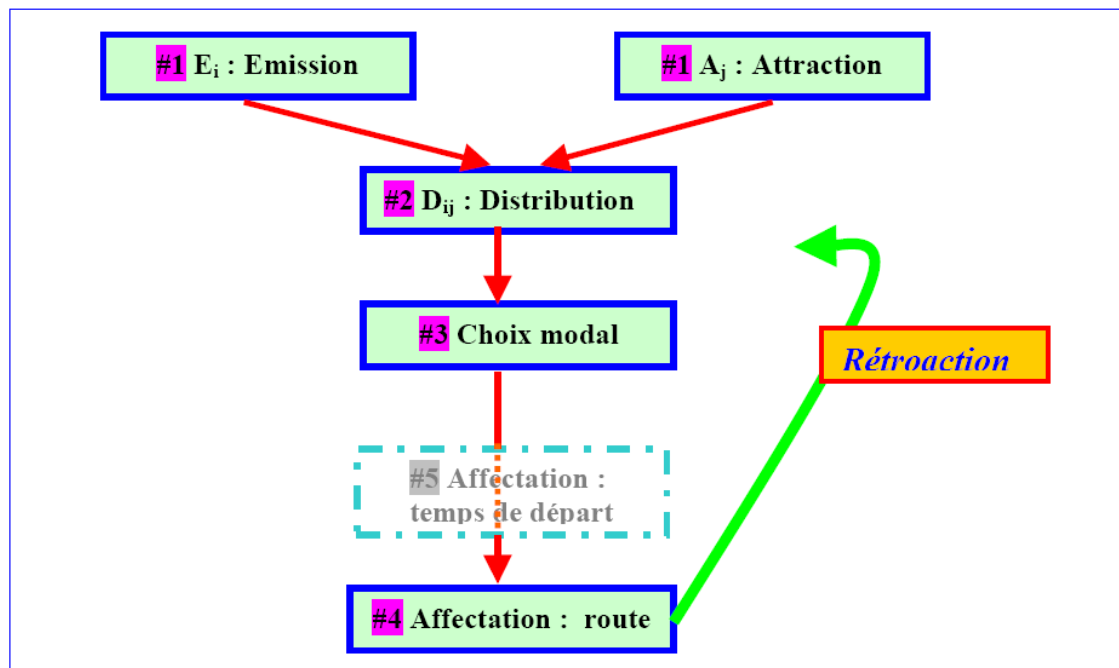 #1 Ei : Emission
#1 Aj : Attraction
#2 Dij : Distribution
#3 Choix modal
Rétroaction
#5 Affectation :
temps de départ
#4 Affectation : route